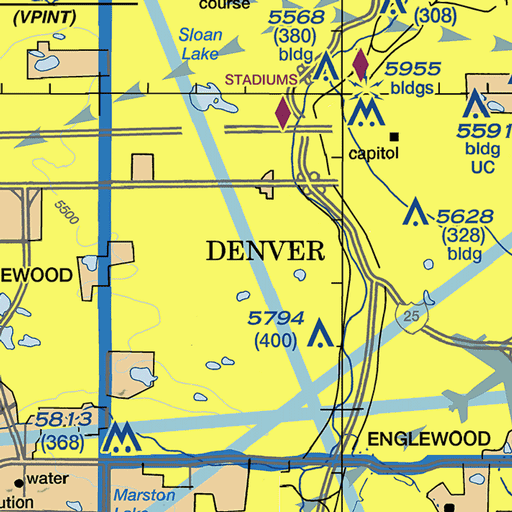 course
(VPINT)
5568
(380)
bldg
(308)
Sloan
Lake
STADIUMS
5955
bldgs
5591
bldg
UC
capitol
5500
5628
(328)
bldg
DENVER
EWOOD
5794
(400)
25
5813
(368)
ENGLEWOOD
water
ution
Marston
Lake